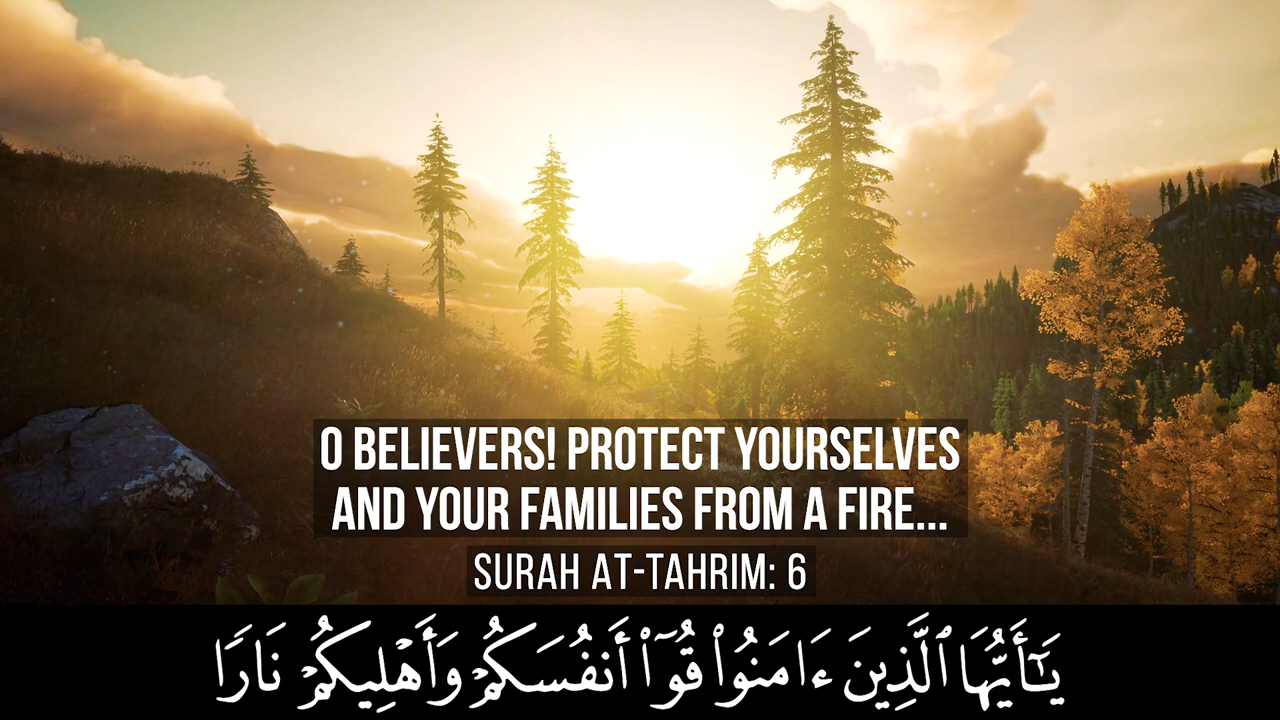 O BELIEVERS! PROTECT YOURSELVES
AND YOUR FAMILIES FROM A FIRE...
SURAH AT-TAHRIM: 6
يَـٰٓأَيُّهَا ٱلَّذِينَ ءَامَنُوا۟ قُوٓا۟ أَنفُسَكُمْ وَأَهْلِيكُمْ نَارًا